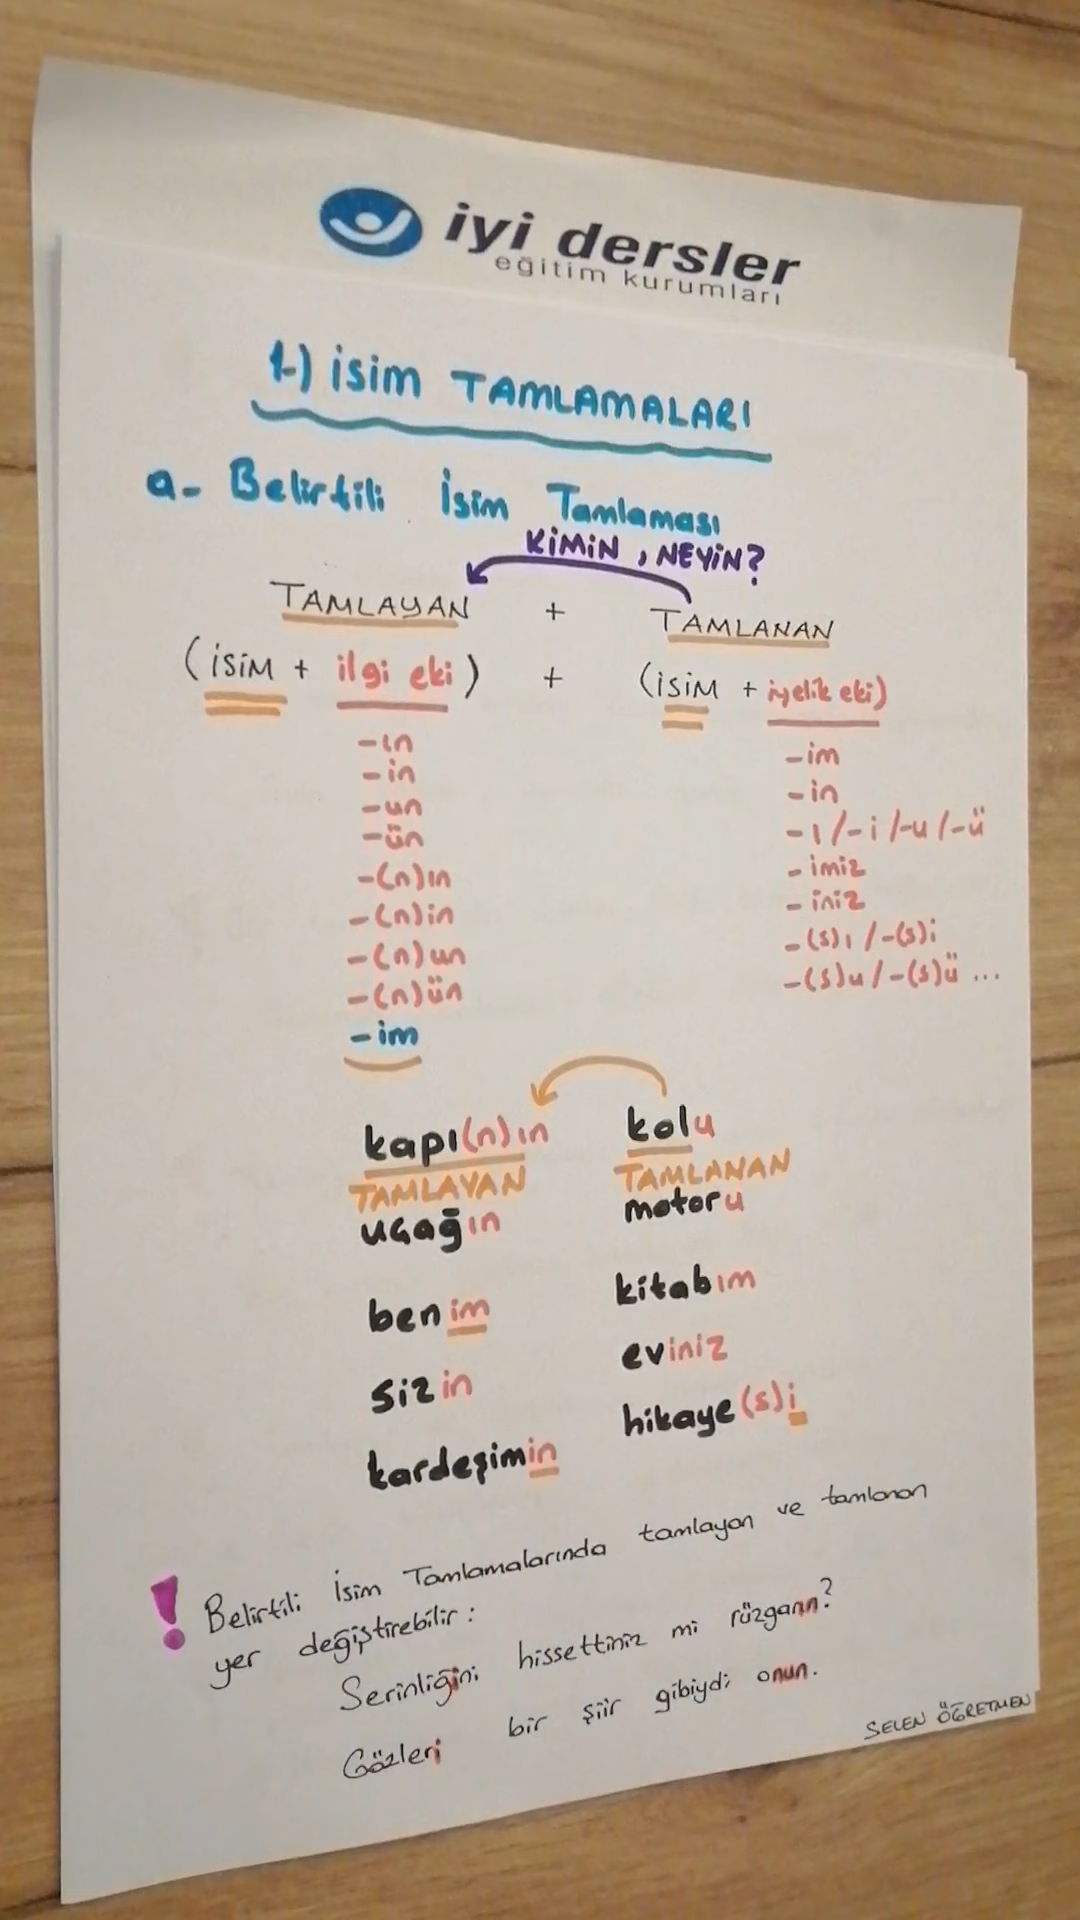 iyi dersler
eğitim kurumları
1-) İSİM TAMLAMALARI
a- Belirtili İsim Tamlaması
KİMİN, NEYİN?
TAMLAYAN + TAMLANAN
(İSİM + ilgi eki) + (İSİM + iyelik eki)
-ın
-in
-un
-ün
-(n)ın
-(n)in
-(n)un
-(n)ün
-im
-im
-in
-ı/-i/-u/-ü
-imiz
-iniz
-(s)ı/-(s)i
-(s)u/-(s)ü ...
kapı(n)ın kolu
TAMLAYAN TAMLANAN
uçağın motoru
benim kitabım
sizin eviniz
kardeşimin hikaye(s)i
! Belirtili İsim Tamlamalarında tamlayan ve tamlanan
yer değiştirebilir:
Serinliğini hissettiniz mi rüzgarın?
Gözleri bir şiir gibiydi onun.
SELEN ÖĞRETMEN